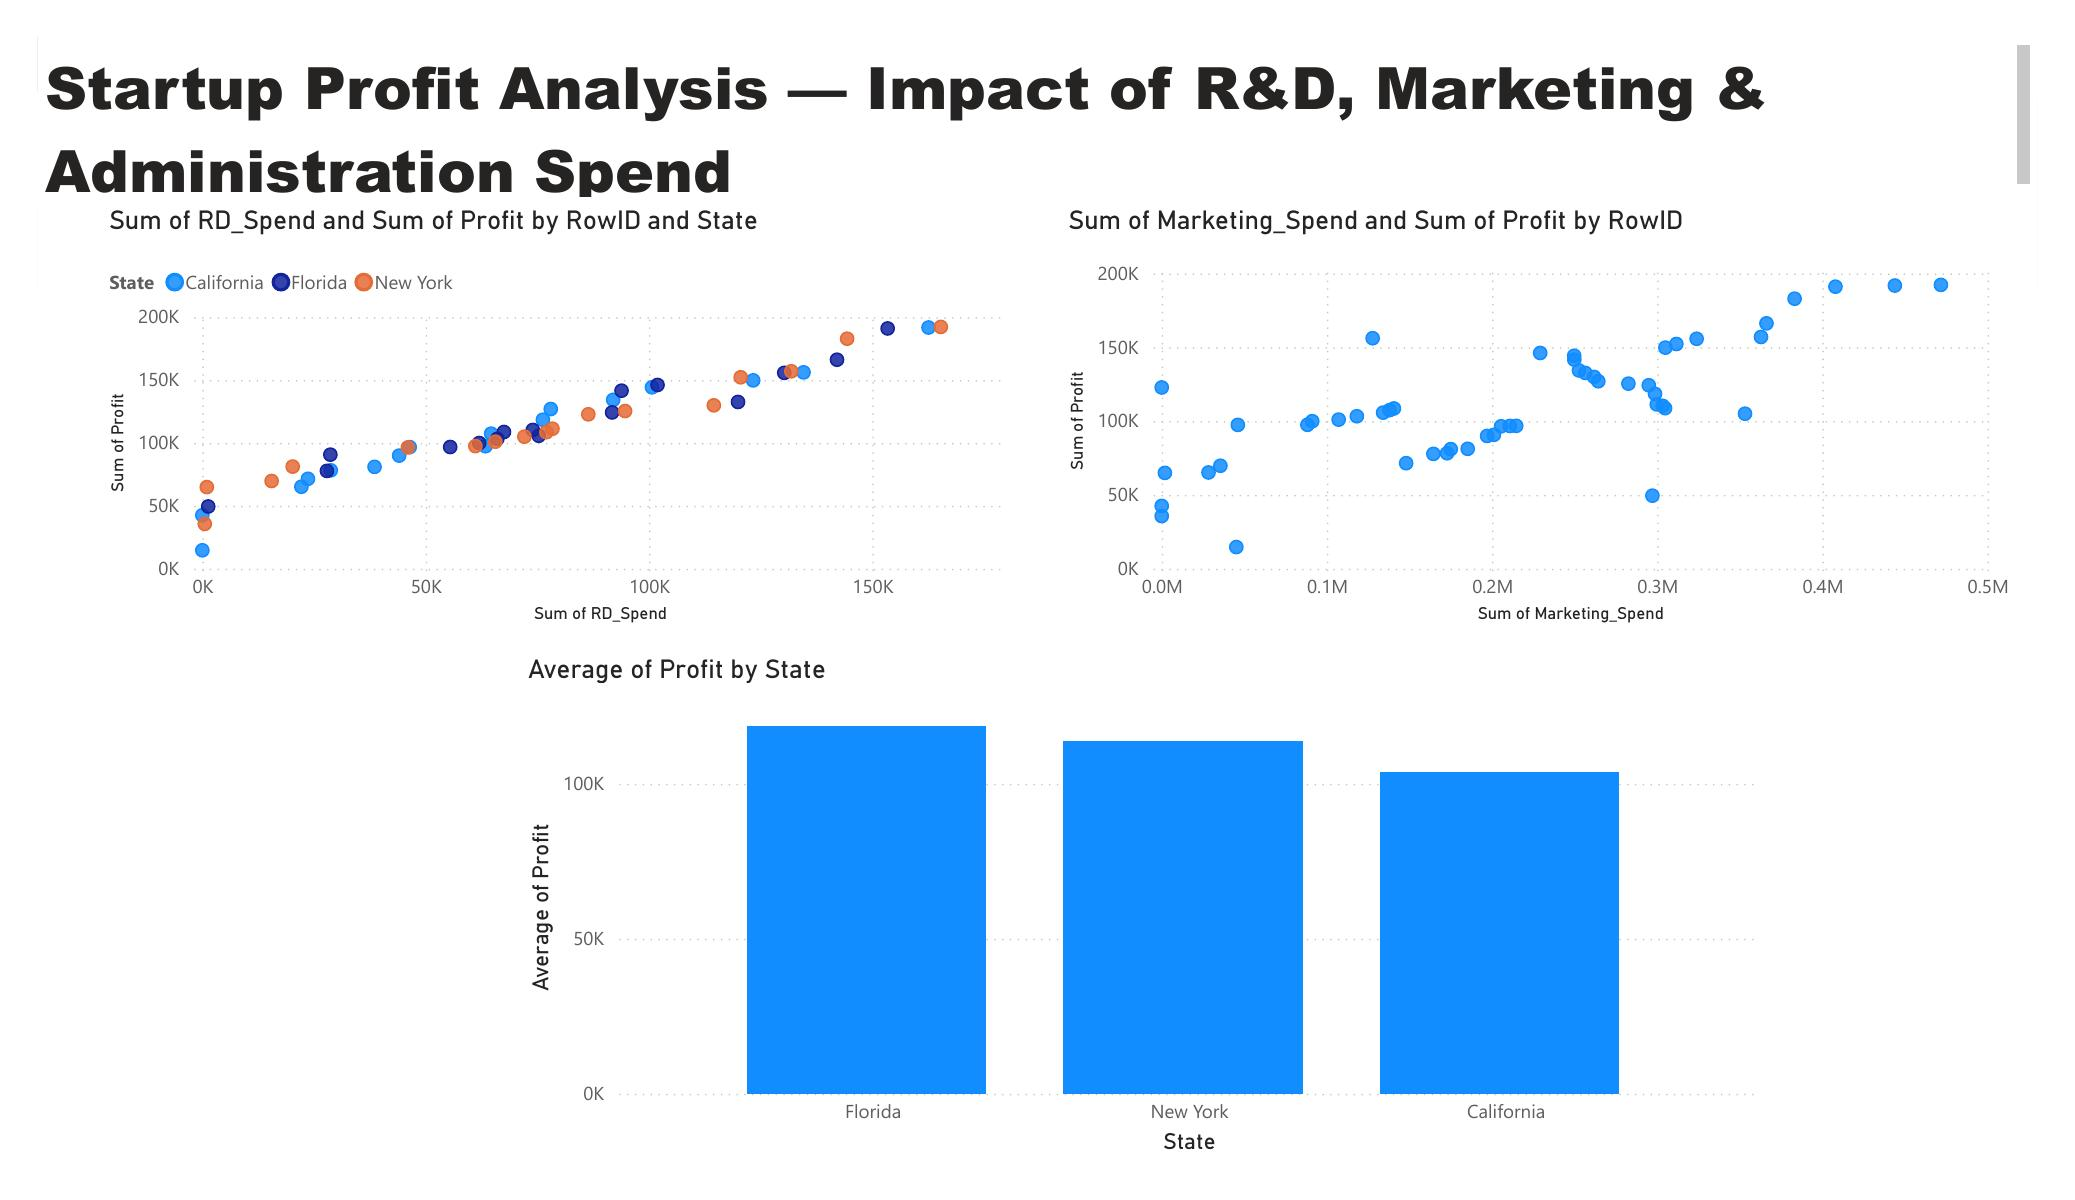 Startup Profit Analysis — Impact of R&D, Marketing &
Administration Spend
Sum of RD_Spend and Sum of Profit by RowID and State
State California Florida New York
200K
150K
100K
50K
0K
Sum of Profit
0K 50K 100K 150K
Sum of RD_Spend
Sum of Marketing_Spend and Sum of Profit by RowID
200K
150K
100K
50K
0K
Sum of Profit
0.0M 0.1M 0.2M 0.3M 0.4M 0.5M
Sum of Marketing_Spend
Average of Profit by State
100K
50K
0K
Average of Profit
Florida New York California
State